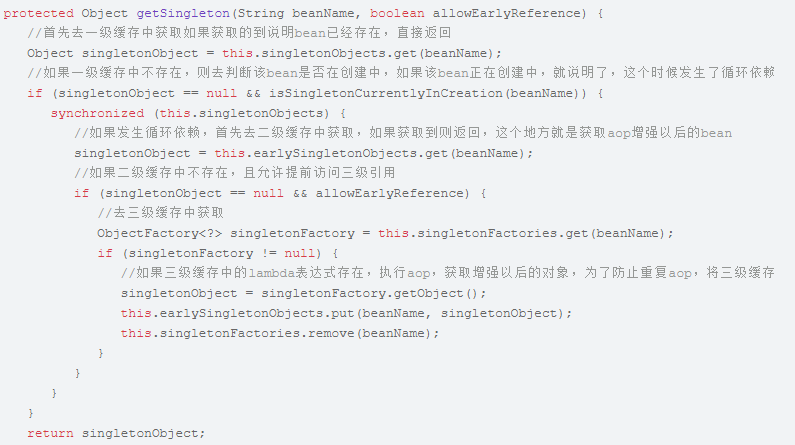 protected Object getSingleton(String beanName, boolean allowEarlyReference) {
//首先去一级缓存中获取如果获取的到说明bean已经存在，直接返回
Object singletonObject = this.singletonObjects.get(beanName);
//如果一级缓存中不存在，则去判断该bean是否在创建中，如果该bean正在创建中，就说明了，这个时候发生了循环依赖
if (singletonObject == null && isSingletonCurrentlyInCreation(beanName)) {
synchronized (this.singletonObjects) {
//如果发生循环依赖，首先去二级缓存中获取，如果获取到则返回，这个地方就是获取aop增强以后的bean
singletonObject = this.earlySingletonObjects.get(beanName);
//如果二级缓存中不存在，且允许提前访问三级引用
if (singletonObject == null && allowEarlyReference) {
//去三级缓存中获取
ObjectFactory<?> singletonFactory = this.singletonFactories.get(beanName);
if (singletonFactory != null) {
//如果三级缓存中的lambda表达式存在，执行aop，获取增强以后的对象，为了防止重复aop，将三级缓存
singletonObject = singletonFactory.getObject();
this.earlySingletonObjects.put(beanName, singletonObject);
this.singletonFactories.remove(beanName);
}
}
}
}
return singletonObject;